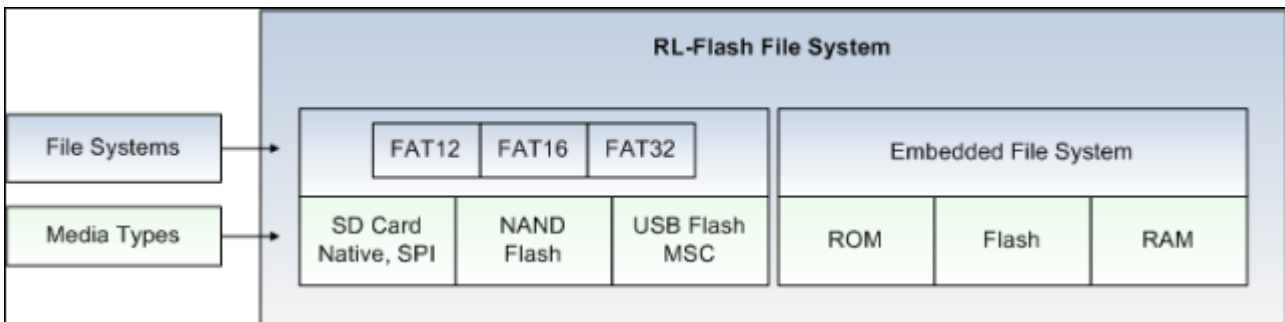 RL-Flash File System
File Systems
FAT12
FAT16
FAT32
Embedded File System
Media Types
SD Card
Native, SPI
NAND
Flash
USB Flash
MSC
ROM
Flash
RAM